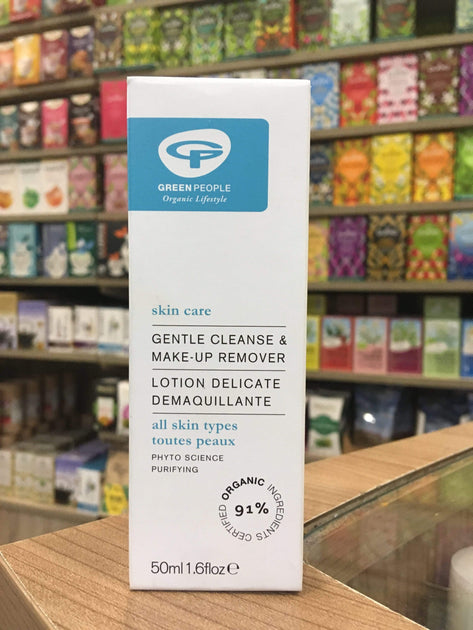 GREEN PEOPLE
Organic Lifestyle
skin care
GENTLE CLEANSE &
MAKE-UP REMOVER
LOTION DELICATE
DEMAQUILLANTE
all skin types
toutes peaux
PHYTO SCIENCE
PURIFYING
CERTIFIED ORGANIC INGREDIENTS
91%
50ml 1.6floz℮